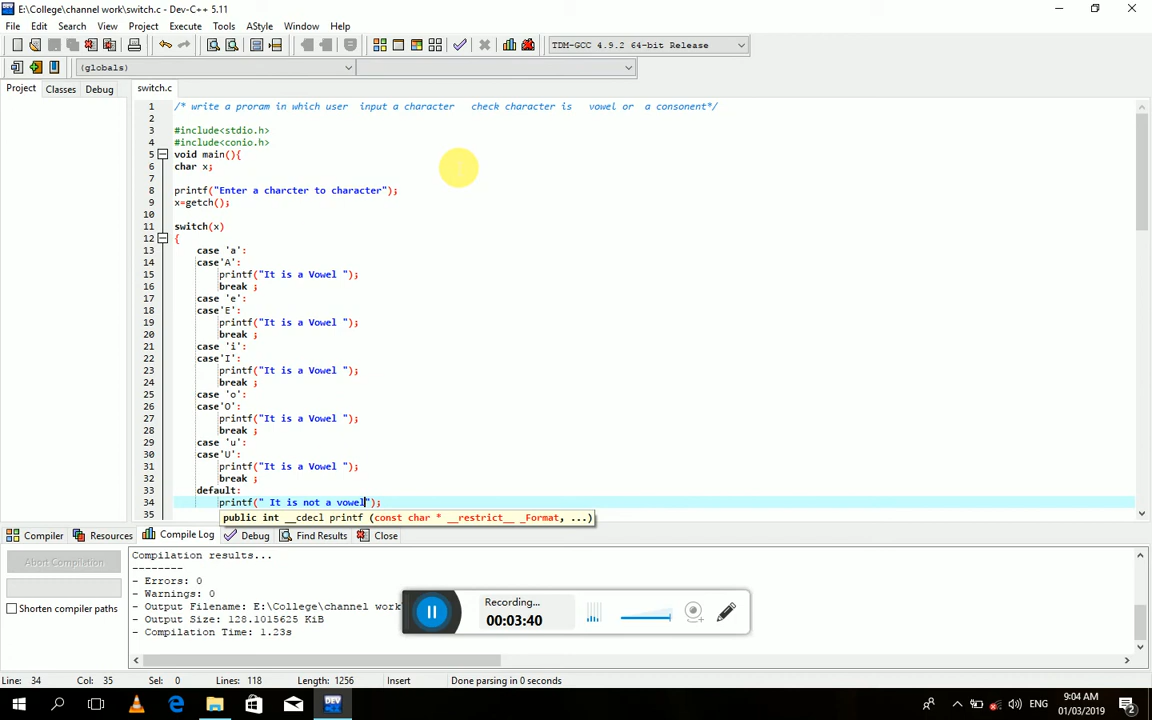 E:\College\channel work\switch.c - Dev-C++ 5.11
File Edit Search View Project Execute Tools AStyle Window Help
TDM-GCC 4.9.2 64-bit Release
(globals)
Project Classes Debug switch.c
1 /* write a proram in which user input a character check character is vowel or a consonent*/
2
3 #include<stdio.h>
4 #include<conio.h>
5 void main(){
6 char x;
7
8 printf("Enter a charcter to character");
9 x=getch();
10
11 switch(x)
12 {
13 case 'a':
14 case'A':
15 printf("It is a Vowel ");
16 break ;
17 case 'e':
18 case'E':
19 printf("It is a Vowel ");
20 break ;
21 case 'i':
22 case'I':
23 printf("It is a Vowel ");
24 break ;
25 case 'o':
26 case'O':
27 printf("It is a Vowel ");
28 break ;
29 case 'u':
30 case'U':
31 printf("It is a Vowel ");
32 break ;
33 default:
34 printf(" It is not a vowel");
35 public int __cdecl printf (const char * __restrict__ _Format, ...)
Compiler Resources Compile Log Debug Find Results Close
Abort Compilation
Shorten compiler paths
Compilation results...
--------
- Errors: 0
- Warnings: 0
- Output Filename: E:\College\channel work
- Output Size: 128.1015625 KiB
- Compilation Time: 1.23s
Recording...
00:03:40
Line: 34 Col: 35 Sel: 0 Lines: 118 Length: 1256 Insert Done parsing in 0 seconds
DEV
ENG
9:04 AM
01/03/2019
2